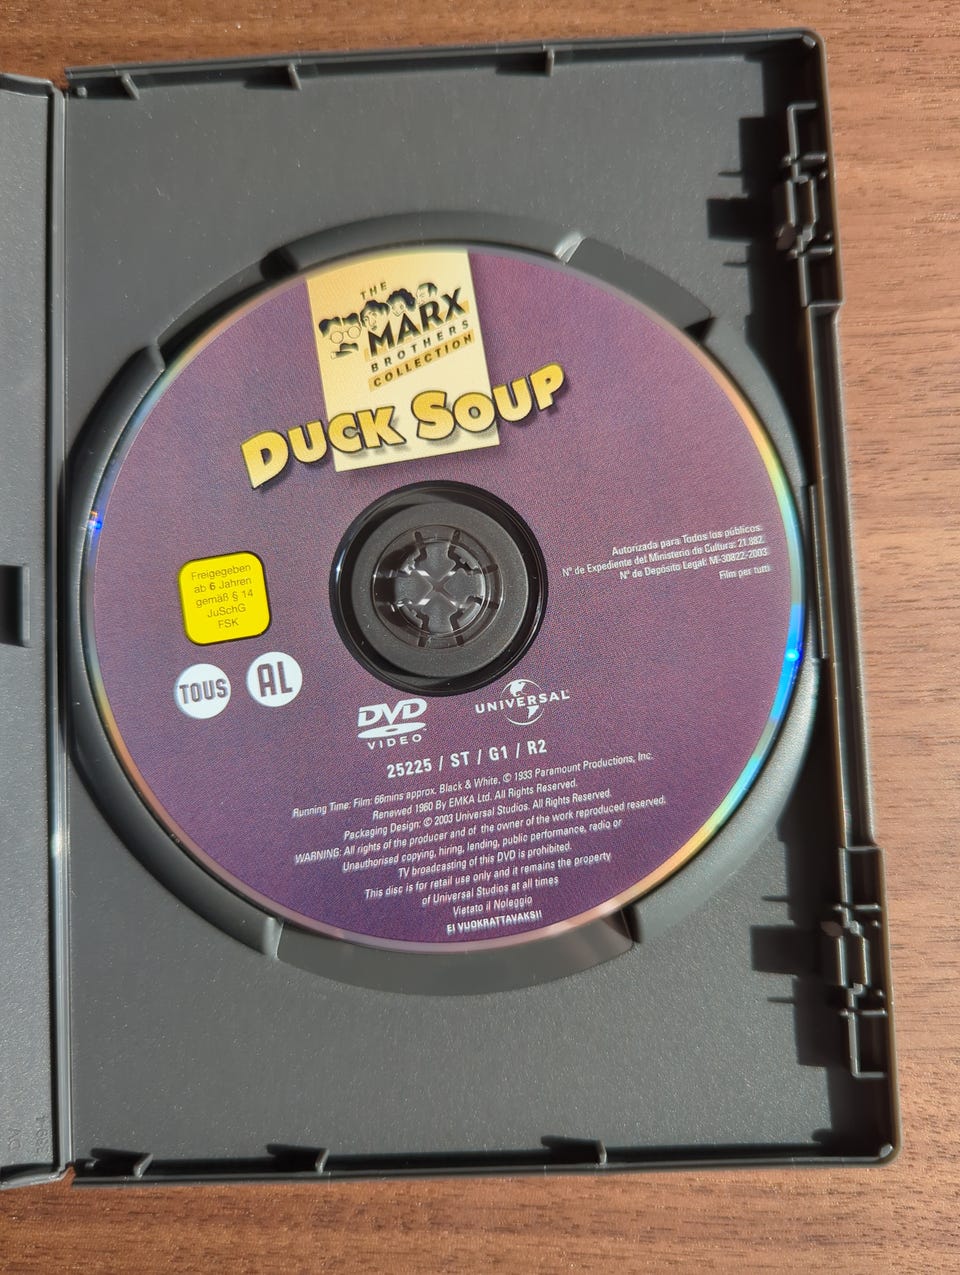 THE
MARX
BROTHERS
COLLECTION
DUCK SOUP
Autorizada para Todos los públicos.
Nº de Expediente del Ministerio de Cultura: 21.882.
Nº de Depósito Legal: M-30822-2003
Film per tutti
Freigegeben
ab 6 Jahren
gemäß § 14
JuSchG
FSK
TOUS
AL
DVD
VIDEO
UNIVERSAL
25225 / ST / G1 / R2
Running Time: Film: 66mins approx. Black & White. © 1933 Paramount Productions, Inc.
Renewed 1960 By EMKA Ltd. All Rights Reserved.
Packaging Design: © 2003 Universal Studios. All Rights Reserved.
WARNING: All rights of the producer and of the owner of the work reproduced reserved.
Unauthorised copying, hiring, lending, public performance, radio or
TV broadcasting of this DVD is prohibited.
This disc is for retail use only and it remains the property
of Universal Studios at all times
Vietato il Noleggio
EI VUOKRATTAVAKSI!